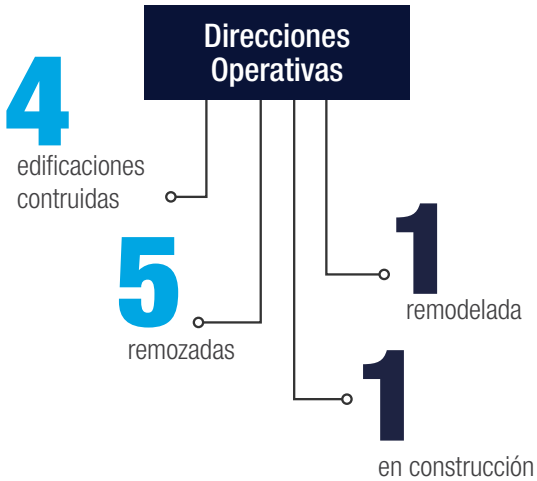 Direcciones
Operativas
4
edificaciones
contruidas
5
remozadas
1
remodelada
1
en construcción